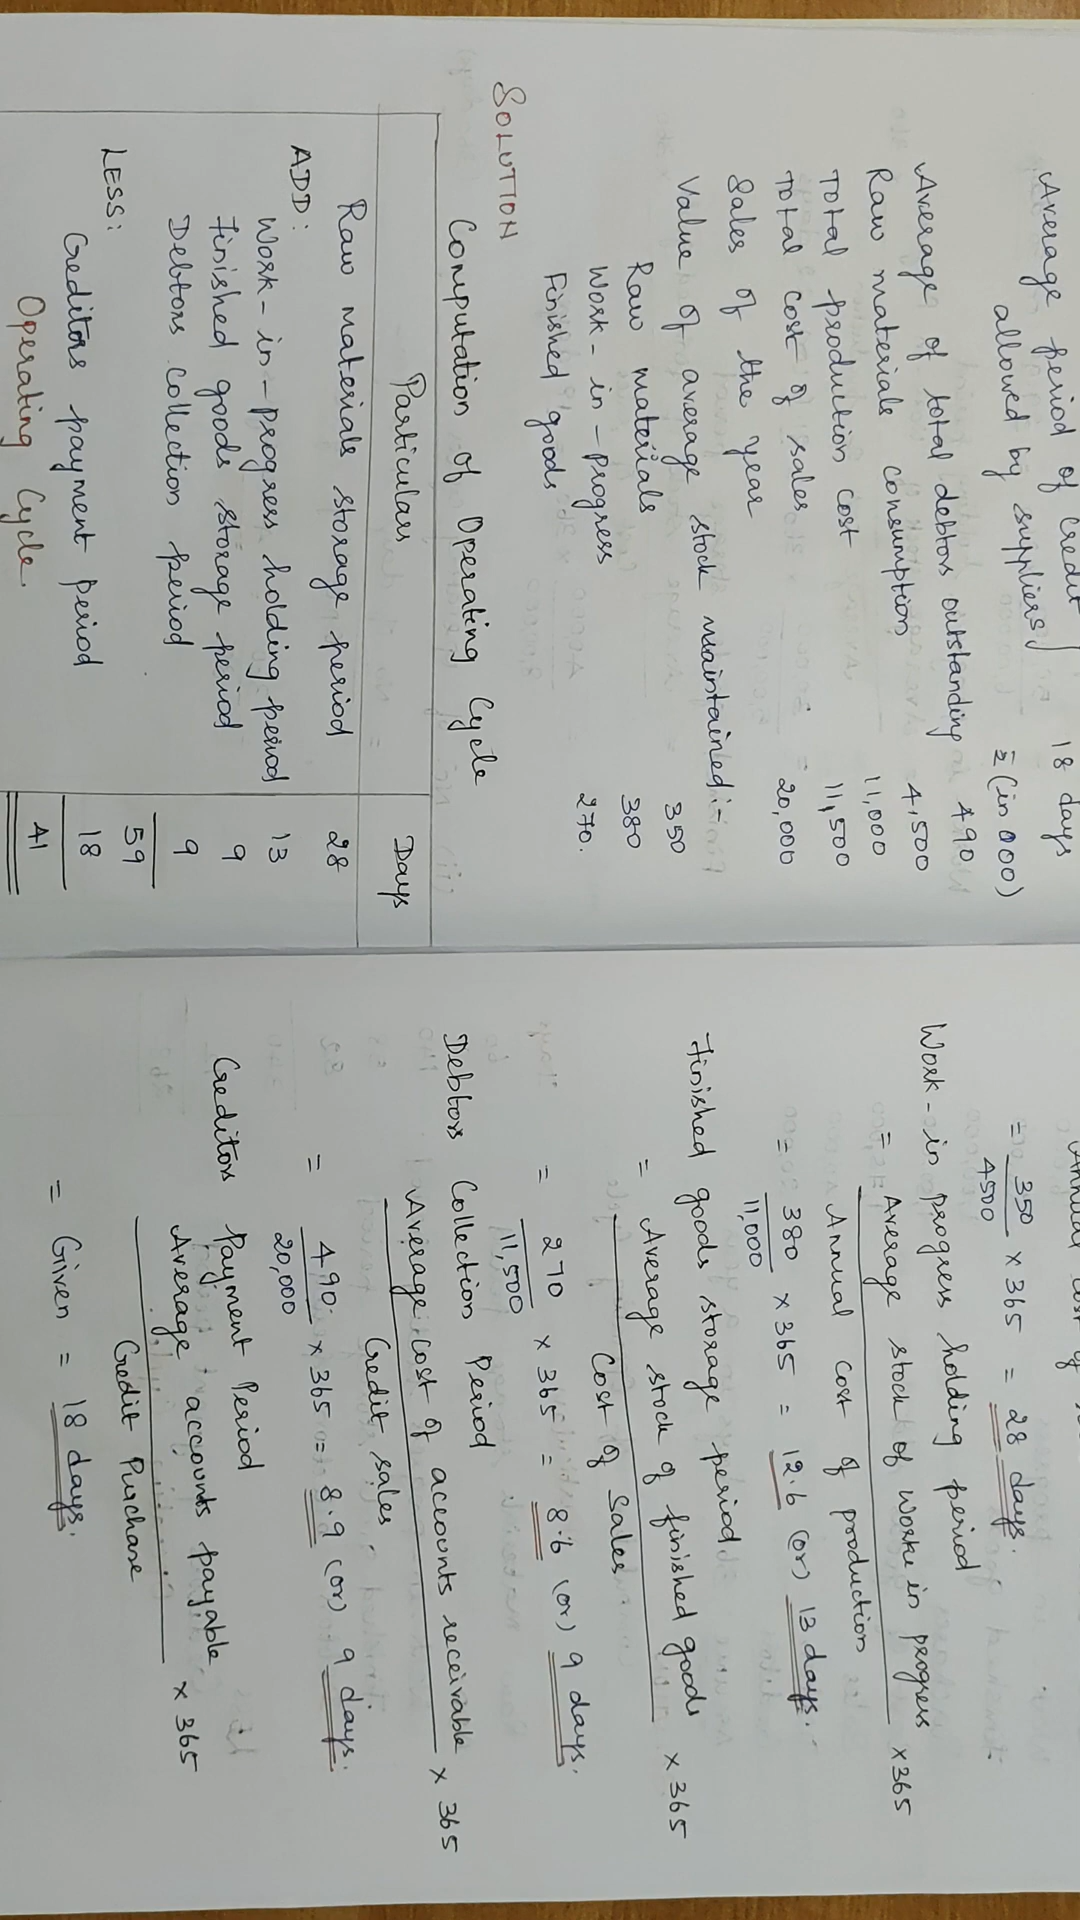 Average period of credit
allowed by suppliers } 18 days
₹ (in 000)
Average of total debtors outstanding 490
Raw materials consumption 4,500
Total production cost 11,000
Total cost of sales 11,500
Sales of the year 20,000
Value of average stock maintained :-
Raw materials 350
Work-in-progress 380
Finished goods 270.
SOLUTION
Computation of Operating Cycle
Particulars Days
Raw materials storage period 28
ADD:
Work-in-progress holding period 13
Finished goods storage period 9
Debtors collection period 9
59
LESS:
Creditors payment period 18
Operating Cycle. 41
Annual cost of
= 350/4500 × 365 = 28 days.
Work-in progress holding period
= Average stock of worke in progress × 365
Annual cost of production
= 380/11,000 × 365 = 12.6 (or) 13 days.
Finished goods storage period
= Average stock of finished goods × 365
Cost of Sales
= 270/11,500 × 365 = 8.6 (or) 9 days.
Debtors Collection Period
Average cost of accounts receivable × 365
Credit sales
= 490/20,000 × 365 = 8.9 (or) 9 days.
Creditors Payment Period
Average accounts payable × 365
Credit Purchase
= Given = 18 days.